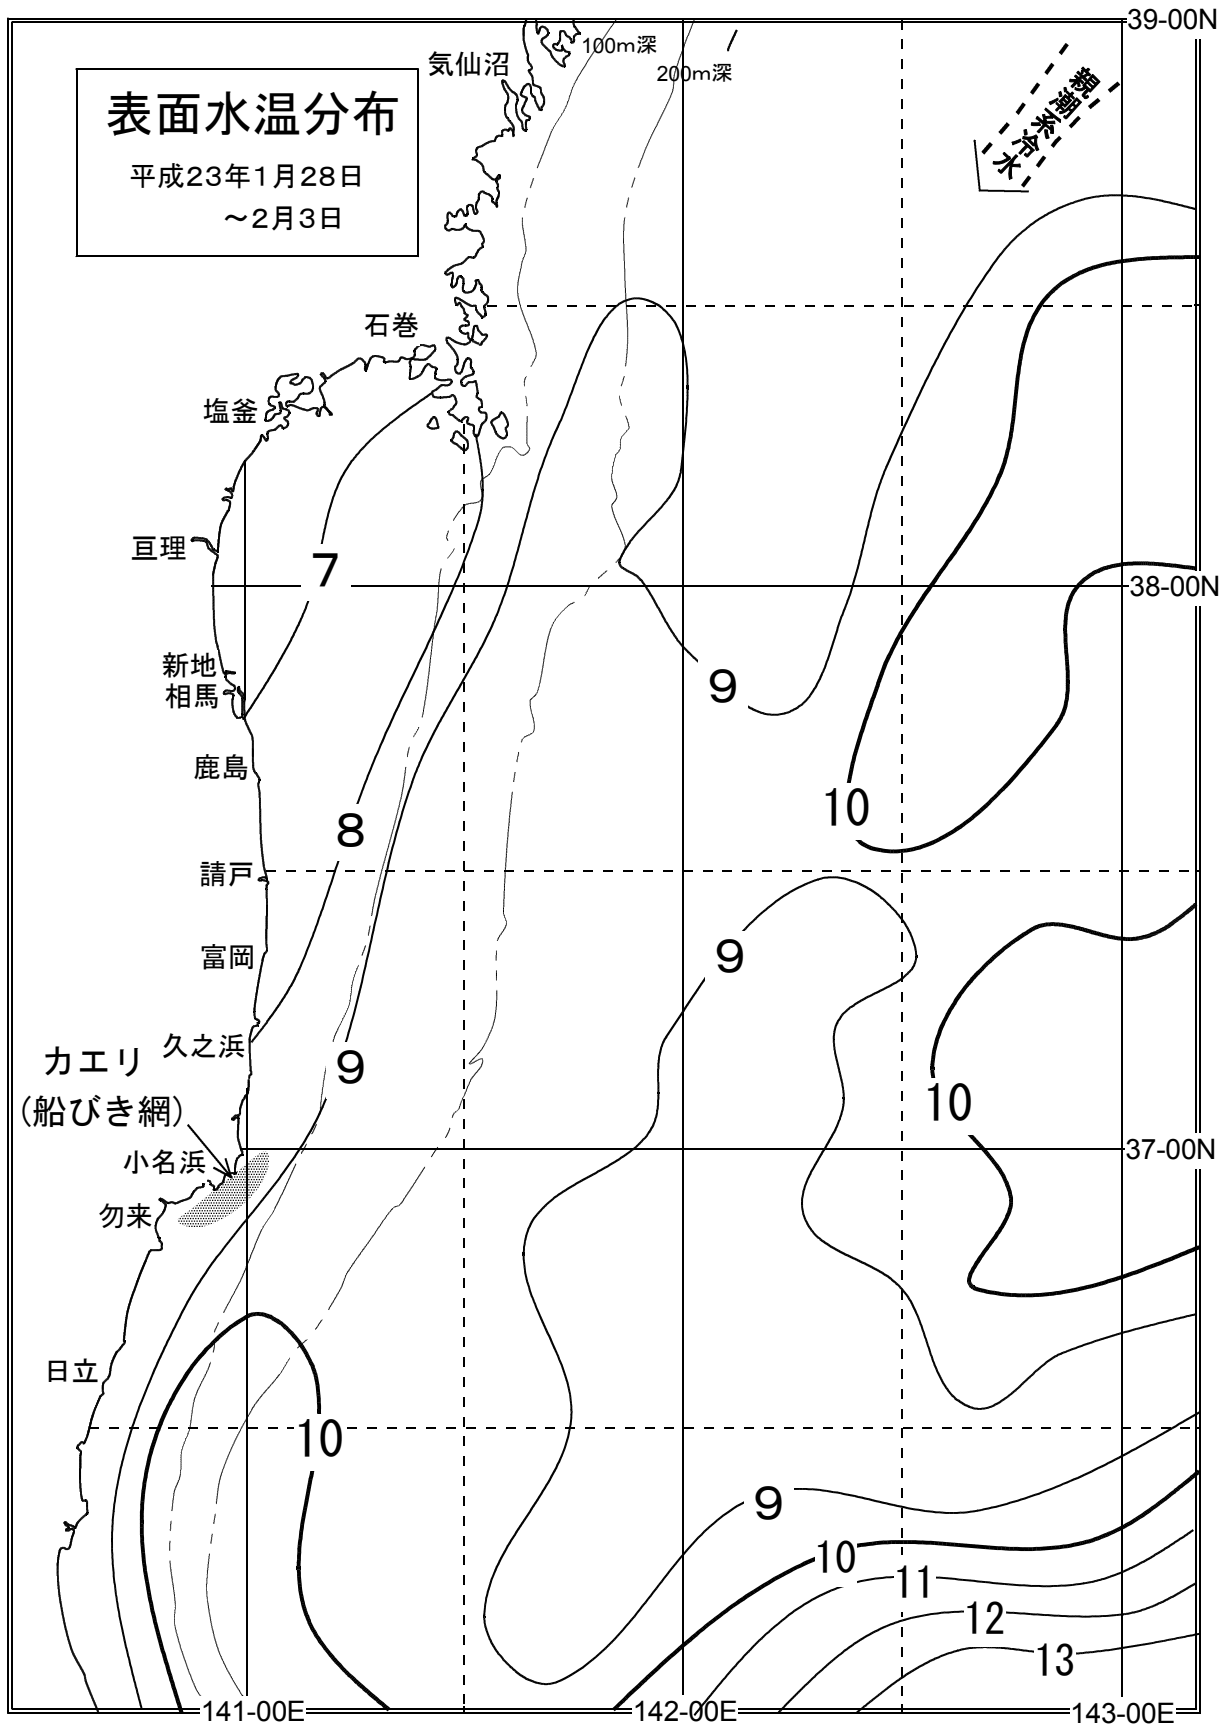 39-00N
100m深
気仙沼
200m深
親潮系冷水
表面水温分布
平成23年1月28日
～2月3日
石巻
塩釜
亘理
7
38-00N
新地
9
相馬
鹿島
10
8
請戸
9
富岡
久之浜
カエリ
9
(船びき網)
10
37-00N
小名浜
勿来
日立
10
9
10
11
12
13
141-00E
142-00E
143-00E